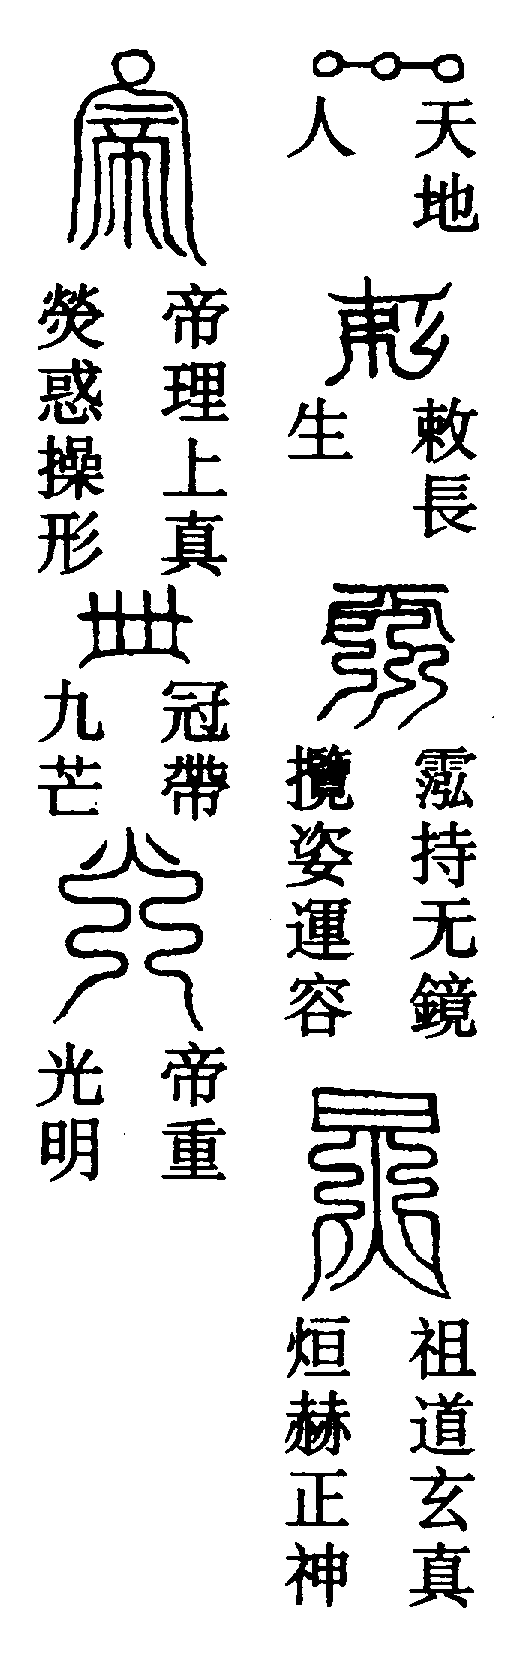 天地
人
敕長
生
霐持无鏡
攬姿運容
祖道玄真
烜赫正神
帝理上真
熒惑操形
冠帶
九芒
帝重
光明